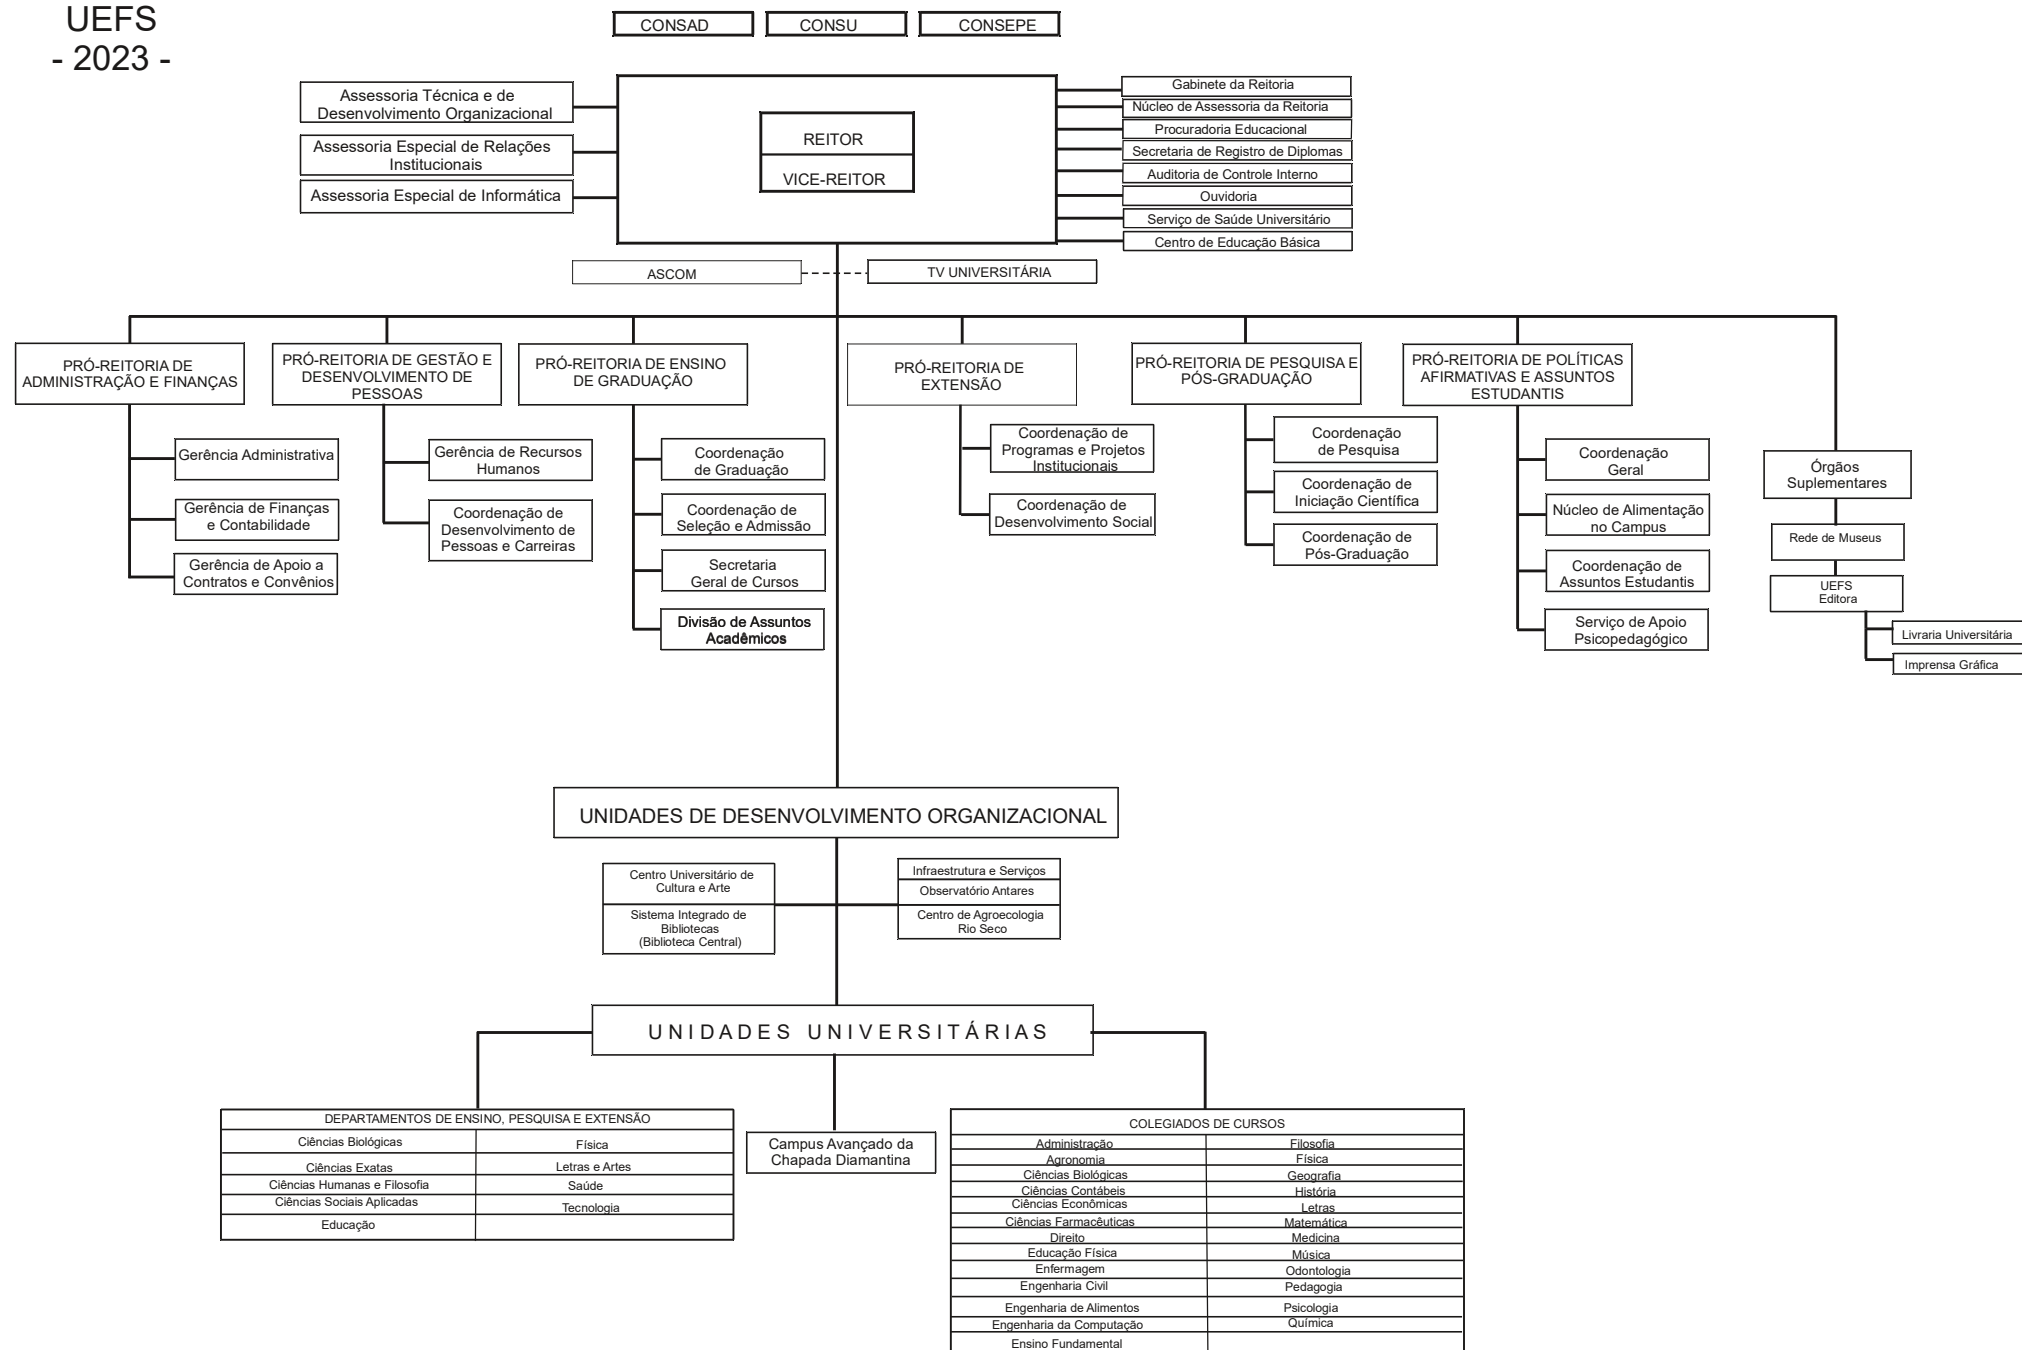 UEFS
- 2023 -
CONSAD
CONSU
CONSEPE
Assessoria Técnica e de
Desenvolvimento Organizacional
Assessoria Especial de Relações
Institucionais
Assessoria Especial de Informática
REITOR
VICE-REITOR
Gabinete da Reitoria
Núcleo de Assessoria da Reitoria
Procuradoria Educacional
Secretaria de Registro de Diplomas
Auditoria de Controle Interno
Ouvidoria
Serviço de Saúde Universitário
Centro de Educação Básica
ASCOM
TV UNIVERSITÁRIA
PRÓ-REITORIA DE
ADMINISTRAÇÃO E FINANÇAS
Gerência Administrativa
Gerência de Finanças
e Contabilidade
Gerência de Apoio a
Contratos e Convênios
PRÓ-REITORIA DE GESTÃO E
DESENVOLVIMENTO DE
PESSOAS
Gerência de Recursos
Humanos
Coordenação de
Desenvolvimento de
Pessoas e Carreiras
PRÓ-REITORIA DE ENSINO
DE GRADUAÇÃO
Coordenação
de Graduação
Coordenação de
Seleção e Admissão
Secretaria
Geral de Cursos
Divisão de Assuntos
Acadêmicos
PRÓ-REITORIA DE
EXTENSÃO
Coordenação de
Programas e Projetos
Institucionais
Coordenação de
Desenvolvimento Social
PRÓ-REITORIA DE PESQUISA E
PÓS-GRADUAÇÃO
Coordenação
de Pesquisa
Coordenação de
Iniciação Científica
Coordenação de
Pós-Graduação
PRÓ-REITORIA DE POLÍTICAS
AFIRMATIVAS E ASSUNTOS
ESTUDANTIS
Coordenação
Geral
Núcleo de Alimentação
no Campus
Coordenação de
Assuntos Estudantis
Serviço de Apoio
Psicopedagógico
Órgãos
Suplementares
Rede de Museus
UEFS
Editora
Livraria Universitária
Imprensa Gráfica
UNIDADES DE DESENVOLVIMENTO ORGANIZACIONAL
Centro Universitário de
Cultura e Arte
Sistema Integrado de
Bibliotecas
(Biblioteca Central)
Infraestrutura e Serviços
Observatório Antares
Centro de Agroecologia
Rio Seco
UNIDADES UNIVERSITÁRIAS
DEPARTAMENTOS DE ENSINO, PESQUISA E EXTENSÃO
Ciências Biológicas
Física
Ciências Exatas
Letras e Artes
Ciências Humanas e Filosofia
Saúde
Ciências Sociais Aplicadas
Tecnologia
Educação
Campus Avançado da
Chapada Diamantina
COLEGIADOS DE CURSOS
Administração
Filosofia
Agronomia
Física
Ciências Biológicas
Geografia
Ciências Contábeis
História
Ciências Econômicas
Letras
Ciências Farmacêuticas
Matemática
Direito
Medicina
Educação Física
Música
Enfermagem
Odontologia
Engenharia Civil
Pedagogia
Engenharia de Alimentos
Psicologia
Engenharia da Computação
Química
Ensino Fundamental